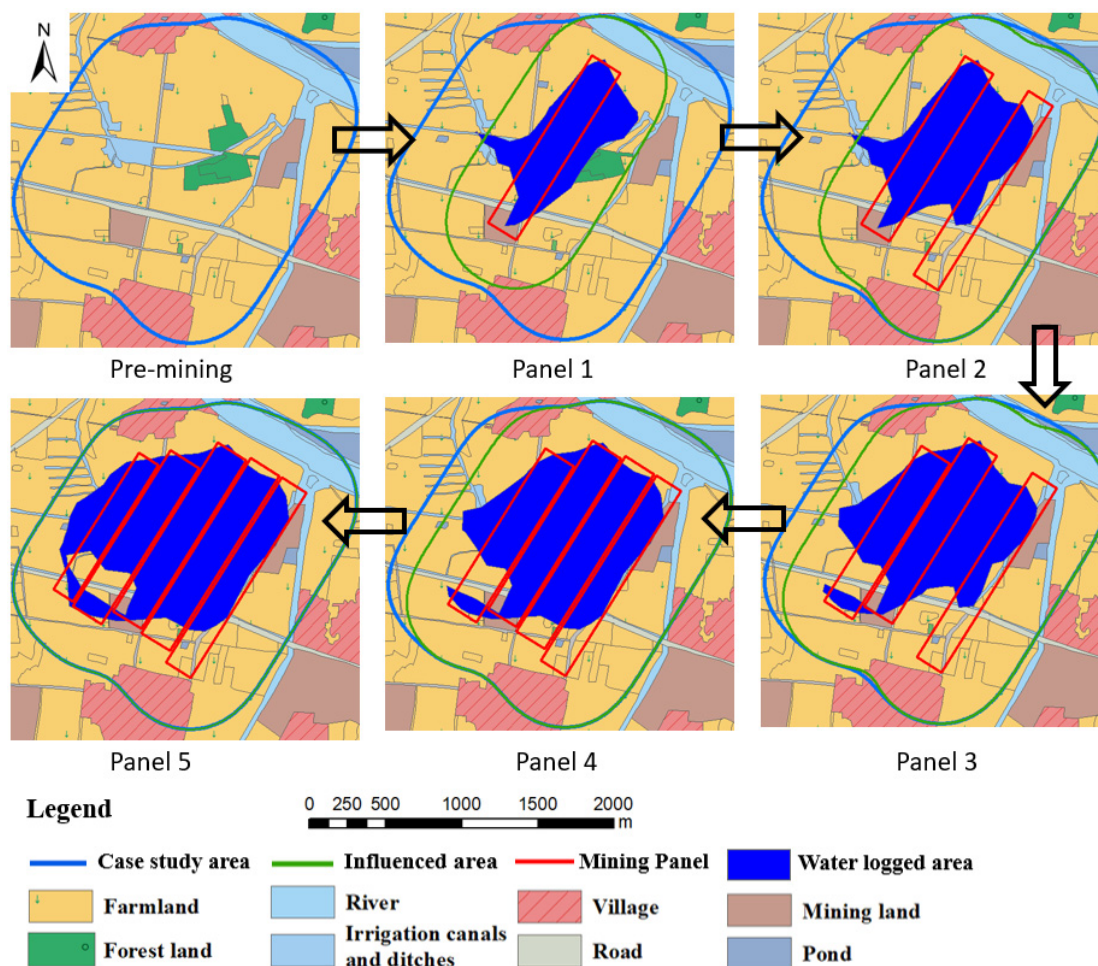 N
Pre-mining
Panel 1
Panel 2
Panel 5
Panel 4
Panel 3
Legend
0 250 500 1000 1500 2000
m
Case study area
Influenced area
Mining Panel
Water logged area
Farmland
River
Village
Mining land
Forest land
Irrigation canals
and ditches
Road
Pond